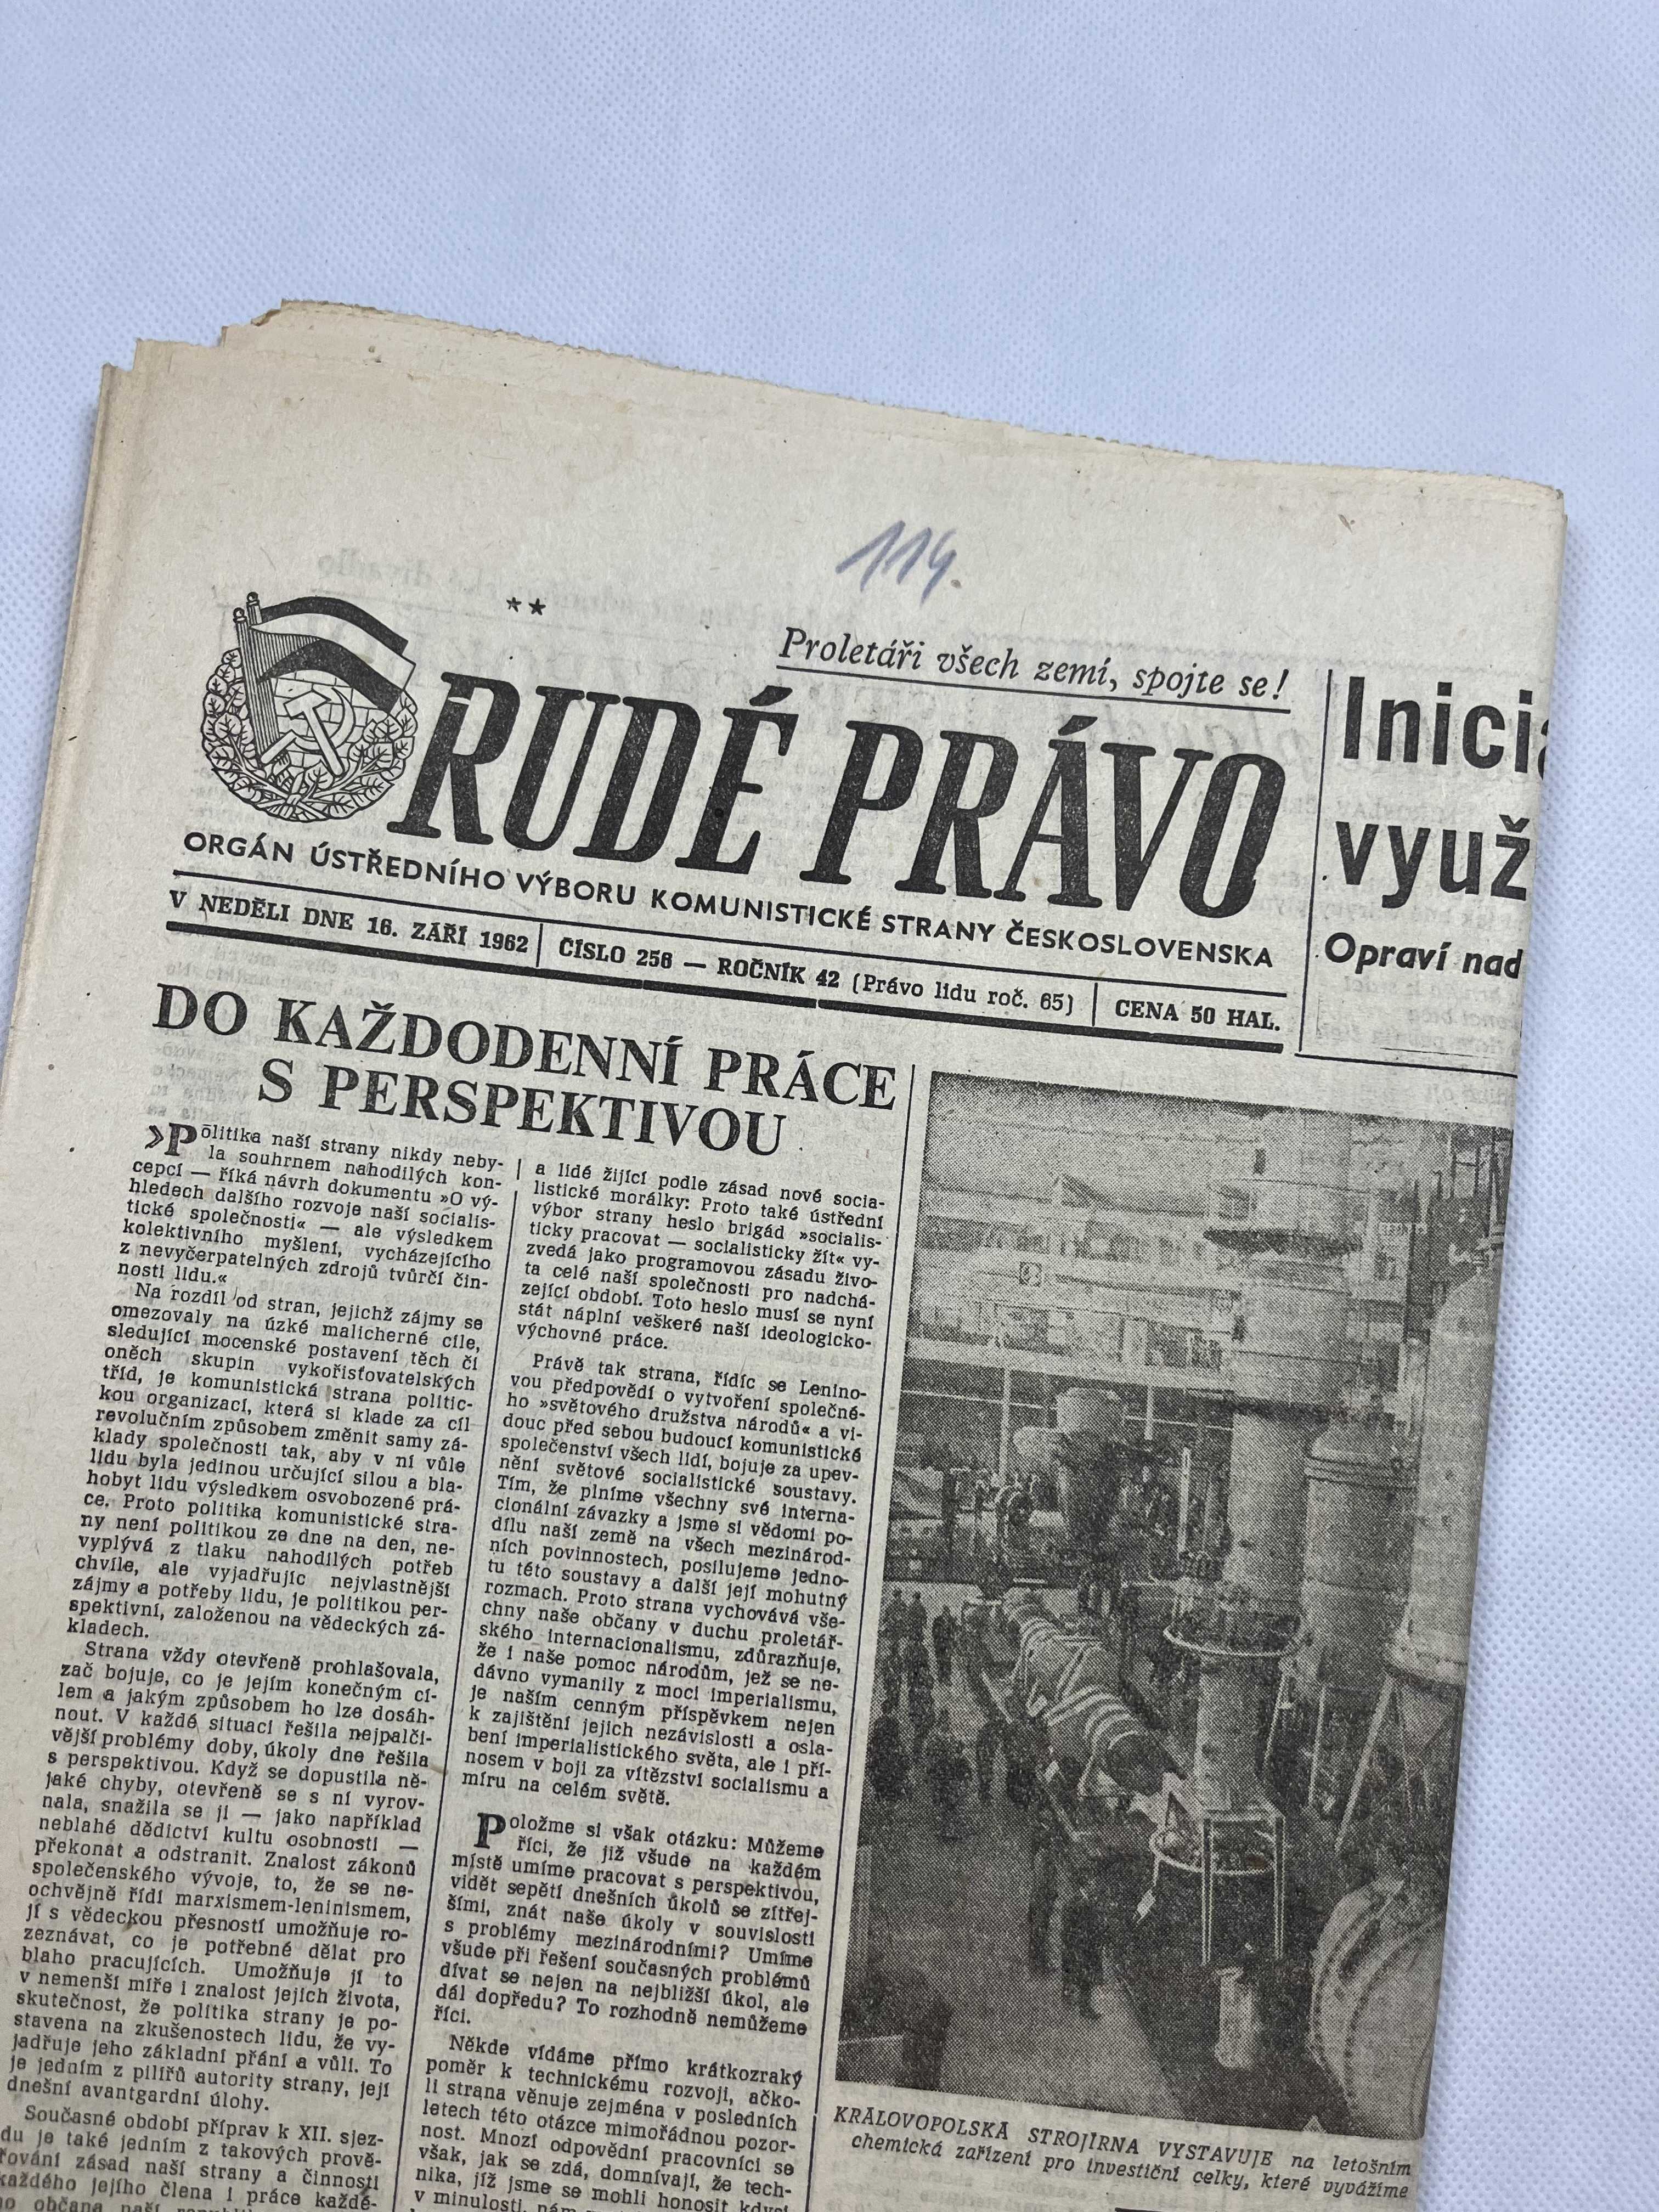 114.
**
Proletáři všech zemí, spojte se!
RUDÉ PRÁVO
ORGÁN ÚSTŘEDNÍHO VÝBORU KOMUNISTICKÉ STRANY ČESKOSLOVENSKA
V NEDĚLI DNE 16. ZÁŘÍ 1962
ČÍSLO 256 — ROČNÍK 42 (Právo lidu roč. 65)
CENA 50 HAL.
Inicia
využ
Opraví nad
DO KAŽDODENNÍ PRÁCE
S PERSPEKTIVOU
»Politika naší strany nikdy neby-
la souhrnem nahodilých kon-
cepcí — říká návrh dokumentu »O vý-
hledech dalšího rozvoje naší socialis-
tické společnosti« — ale výsledkem
kolektivního myšlení, vycházejícího
z nevyčerpatelných zdrojů tvůrčí čin-
nosti lidu.«
Na rozdíl od stran, jejichž zájmy se
omezovaly na úzké malicherné cíle,
sledující mocenské postavení těch či
oněch skupin vykořisťovatelských
tříd, je komunistická strana politic-
kou organizací, která si klade za cíl
revolučním způsobem změnit samy zá-
klady společnosti tak, aby v ní vůle
lidu byla jedinou určující silou a bla-
hobyt lidu výsledkem osvobozené prá-
ce. Proto politika komunistické stra-
ny není politikou ze dne na den, ne-
vyplývá z tlaku nahodilých potřeb
chvíle, ale vyjadřujíc nejvlastnější
zájmy a potřeby lidu, je politikou per-
spektivní, založenou na vědeckých zá-
kladech.
Strana vždy otevřeně prohlašovala,
zač bojuje, co je jejím konečným cí-
lem a jakým způsobem ho lze dosáh-
nout. V každé situaci řešila nejpalči-
vější problémy doby, úkoly dne řešila
s perspektivou. Když se dopustila ně-
jaké chyby, otevřeně se s ní vyrov-
nala, snažila se ji — jako například
neblahé dědictví kultu osobnosti —
překonat a odstranit. Znalost zákonů
společenského vývoje, to, že se ne-
ochvějně řídí marxismem-leninismem,
jí s vědeckou přesností umožňuje ro-
zeznávat, co je potřebné dělat pro
blaho pracujících. Umožňuje jí to
v nemenší míře i znalost jejich života,
skutečnost, že politika strany je po-
stavena na zkušenostech lidu, že vy-
jadřuje jeho základní přání a vůli. To
je jedním z pilířů autority strany, její
dnešní avantgardní úlohy.
Současné období příprav k XII. sjez-
du je také jedním z takových prově-
řování zásad naší strany a činnosti
každého jejího člena i práce každé-
ho občana naší republik
a lidé žijící podle zásad nové socia-
listické morálky: Proto také ústřední
výbor strany heslo brigád »socialis-
ticky pracovat — socialisticky žít« vy-
zvedá jako programovou zásadu živo-
ta celé naší společnosti pro nadchá-
zející období. Toto heslo musí se nyní
stát náplní veškeré naší ideologicko-
výchovné práce.
Právě tak strana, řídíc se Lenino-
vou předpovědí o vytvoření společné-
ho »světového družstva národů« a vi-
douc před sebou budoucí komunistické
společenství všech lidí, bojuje za upev-
nění světové socialistické soustavy.
Tím, že plníme všechny své interna-
cionální závazky a jsme si vědomi po-
dílu naší země na všech mezinárod-
ních povinnostech, posilujeme jedno-
tu této soustavy a další její mohutný
rozmach. Proto strana vychovává vše-
chny naše občany v duchu proletář-
ského internacionalismu, zdůrazňuje,
že i naše pomoc národům, jež se ne-
dávno vymanily z moci imperialismu,
je naším cenným příspěvkem nejen
k zajištění jejich nezávislosti a osla-
bení imperialistického světa, ale i pří-
nosem v boji za vítězství socialismu a
míru na celém světě.
Položme si však otázku: Můžeme
říci, že již všude na každém
místě umíme pracovat s perspektivou,
vidět sepětí dnešních úkolů se zítřej-
šími, znát naše úkoly v souvislosti
s problémy mezinárodními? Umíme
všude při řešení současných problémů
dívat se nejen na nejbližší úkol, ale
dál dopředu? To rozhodně nemůžeme
říci.
Někde vídáme přímo krátkozraký
poměr k technickému rozvoji, ačko-
li strana věnuje zejména v posledních
letech této otázce mimořádnou pozor-
nost. Mnozí odpovědní pracovníci se
však, jak se zdá, domnívají, že tech-
nika, jíž jsme se mohli honosit kdysi
v minulosti, nám
KRÁLOVOPOLSKÁ STROJÍRNA VYSTAVUJE na letošním
chemická zařízení pro investiční celky, které vyvážíme